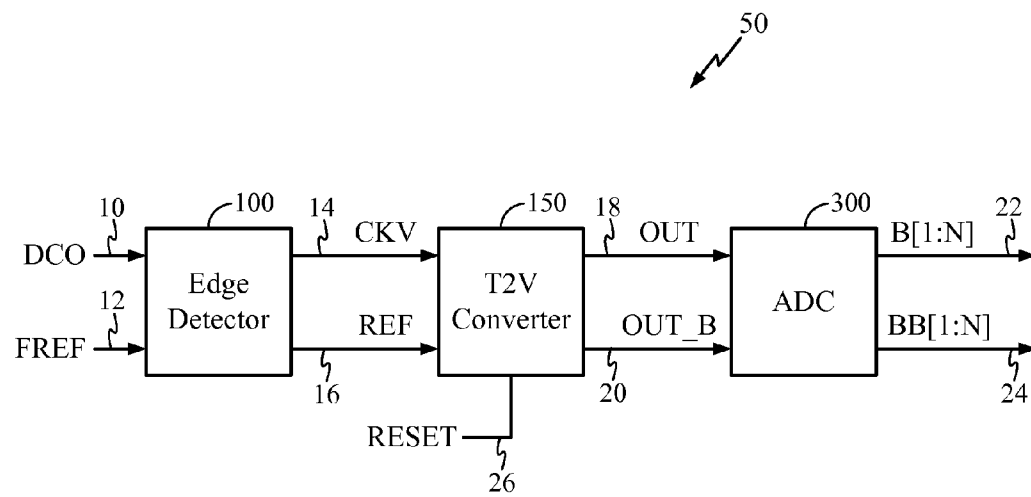 50
100
150
300
10
14
18
22
DCO
CKV
OUT
B[1:N]
Edge
Detector
T2V
Converter
ADC
12
FREF
REF
OUT_B
BB[1:N]
16
20
24
RESET
26